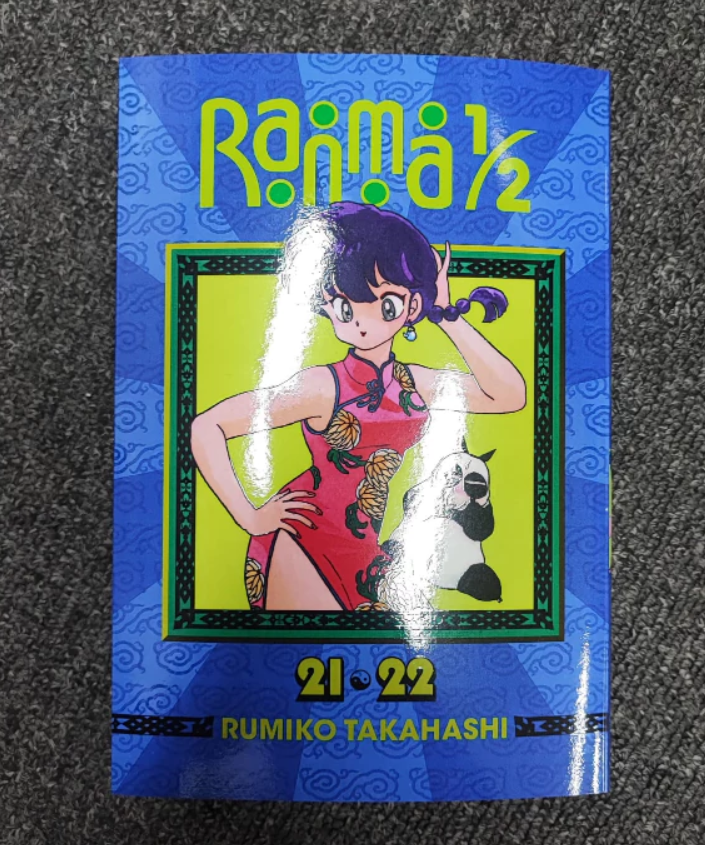 Ranma 1/2
21 22
RUMIKO TAKAHASHI